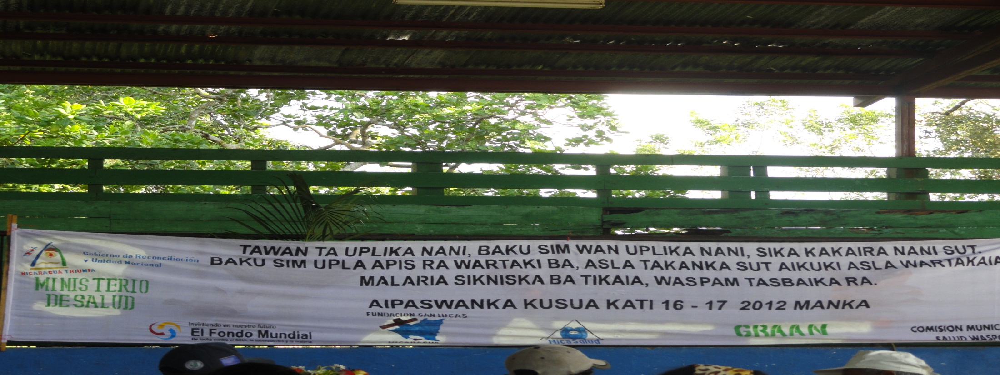 TAWAN TA UPLIKA NANI, BAKU SIM WAN UPLIKA NANI, SIKA KAKAIRA NANI SUT.
BAKU SIM UPLA APIS RA WARTAKI BA, ASLA TAKANKA SUT AIKUKI ASLA WARTAKAIA
MALARIA SIKNISKA BA TIKAIA, WASPAM TASBAIKA RA.
AIPASWANKA KUSUA KATI 16 - 17 2012 MANKA
UNIDA
NICARAGUA TRIUNFA
Gobierno de Reconciliación
y Unidad Nacional
MINISTERIO
DE SALUD
Invirtiendo en nuestro futuro
El Fondo Mundial
De lucha contra el SIDA, la tuberculosis y la malaria
FUNDACION SAN LUCAS
NICARAGUA
NicaSalud
GRAAN
COMISION MUNIC
SALUD WASPA